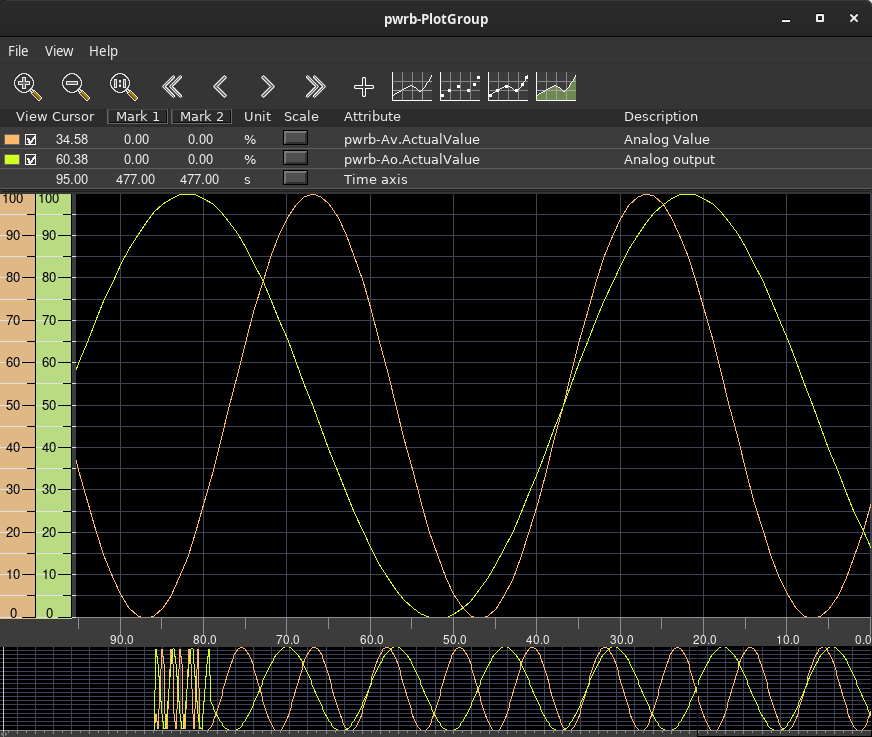 pwrb-PlotGroup
File View Help
View Cursor Mark 1 Mark 2 Unit Scale Attribute Description
34.58 0.00 0.00 % pwrb-Av.ActualValue Analog Value
60.38 0.00 0.00 % pwrb-Ao.ActualValue Analog output
95.00 477.00 477.00 s Time axis
100 100
90 90
80 80
70 70
60 60
50 50
40 40
30 30
20 20
10 10
0 0
90.0 80.0 70.0 60.0 50.0 40.0 30.0 20.0 10.0 0.0